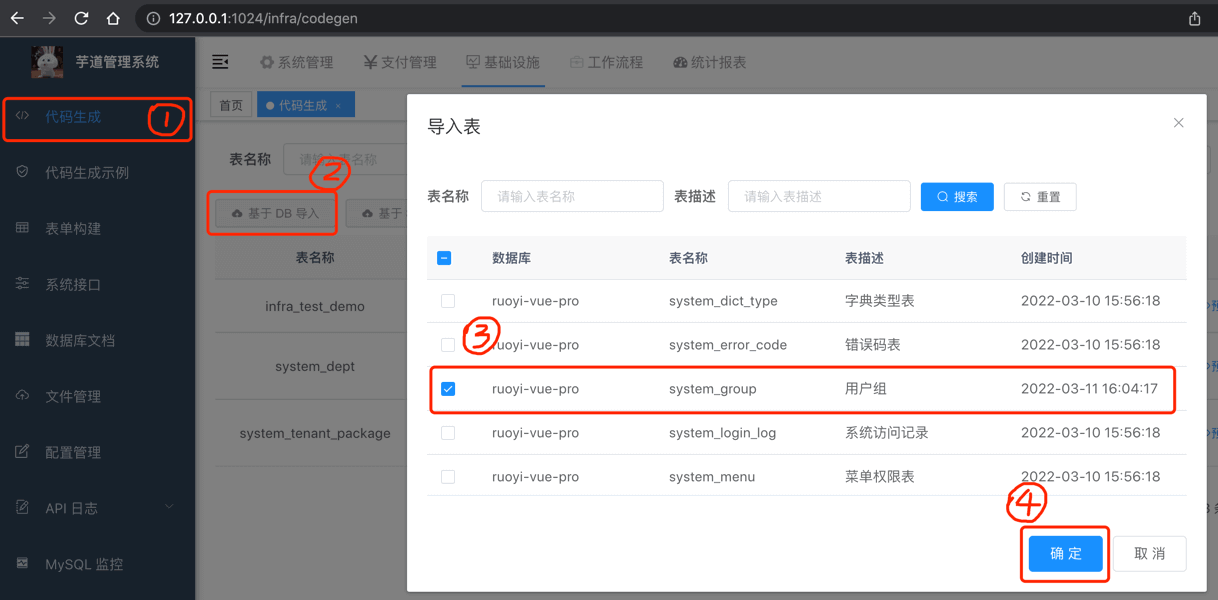 127.0.0.1:1024/infra/codegen
芋道管理系统
系统管理
支付管理
基础设施
工作流程
统计报表
代码生成
①
代码生成示例
表单构建
系统接口
数据库文档
文件管理
配置管理
API 日志
MySQL 监控
首页
代码生成 ×
表名称
②
基于 DB 导入
基于
表名称
infra_test_demo
system_dept
system_tenant_package
导入表
表名称 请输入表名称 表描述 请输入表描述 搜索 重置
数据库 表名称 表描述 创建时间
ruoyi-vue-pro system_dict_type 字典类型表 2022-03-10 15:56:18
③
ruoyi-vue-pro system_error_code 错误码表 2022-03-10 15:56:18
ruoyi-vue-pro system_group 用户组 2022-03-11 16:04:17
ruoyi-vue-pro system_login_log 系统访问记录 2022-03-10 15:56:18
ruoyi-vue-pro system_menu 菜单权限表 2022-03-10 15:56:18
④
确 定 取 消